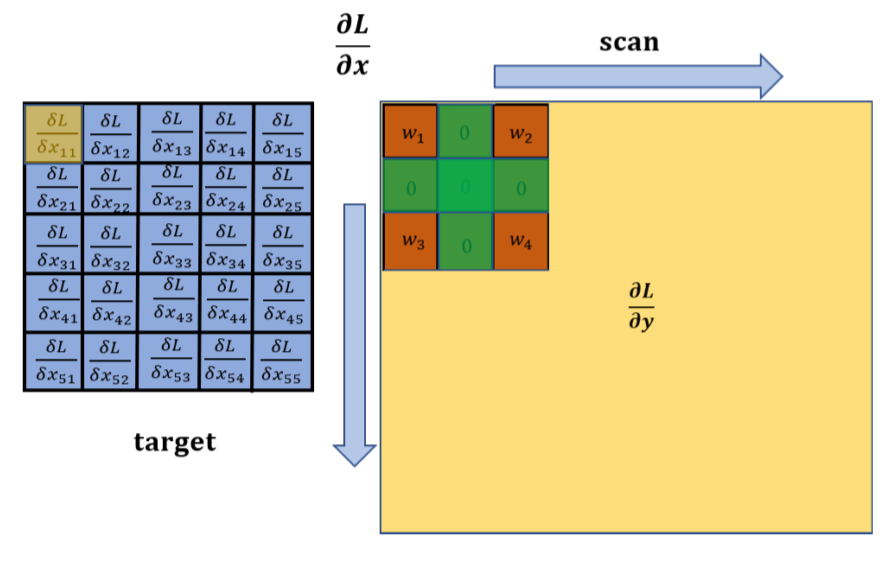 ∂L
∂x
scan
δL δL δL δL δL
δx₁₁ δx₁₂ δx₁₃ δx₁₄ δx₁₅
δL δL δL δL δL
δx₂₁ δx₂₂ δx₂₃ δx₂₄ δx₂₅
δL δL δL δL δL
δx₃₁ δx₃₂ δx₃₃ δx₃₄ δx₃₅
δL δL δL δL δL
δx₄₁ δx₄₂ δx₄₃ δx₄₄ δx₄₅
δL δL δL δL δL
δx₅₁ δx₅₂ δx₅₃ δx₅₄ δx₅₅
target
w₁ 0 w₂
0 0 0
w₃ 0 w₄
∂L
∂y